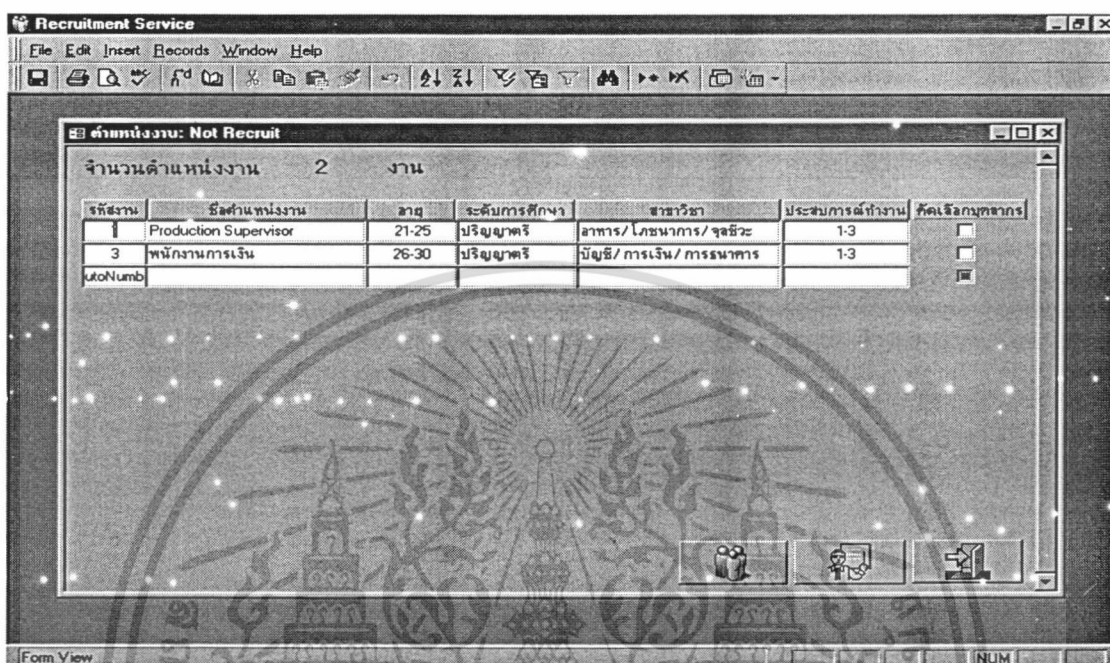 Recruitment Service
File Edit Insert Records Window Help
ตำแหน่งงาน: Not Recruit
จำนวนตำแหน่งงาน 2 งาน
รหัสงาน ชื่อตำแหน่งงาน อายุ ระดับการศึกษา สาขาวิชา ประสบการณ์ทำงาน คัดเลือกบุคลากร
1 Production Supervisor 21-25 ปริญญาตรี อาหาร/โภชนาการ/จุลชีวะ 1-3
3 พนักงานการเงิน 26-30 ปริญญาตรี บัญชี/การเงิน/การธนาคาร 1-3
utoNumb
Form View NUM